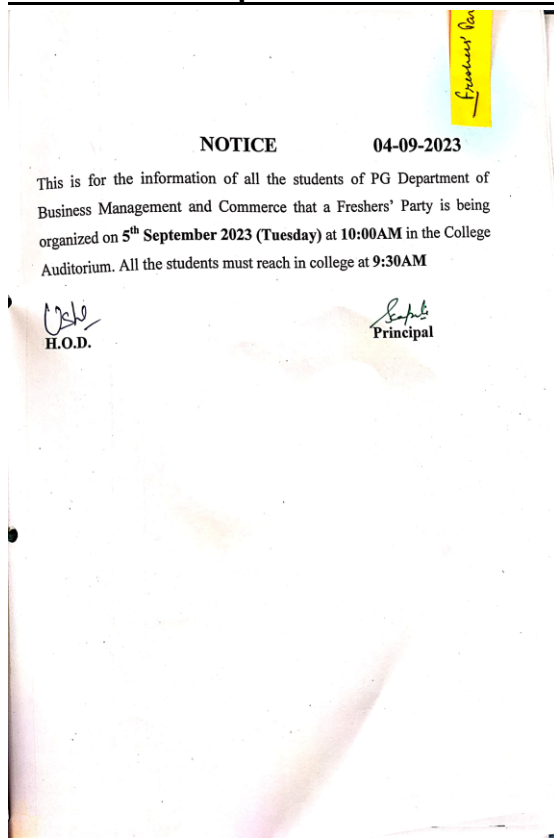 Freshers' Par
NOTICE 04-09-2023
This is for the information of all the students of PG Department of
Business Management and Commerce that a Freshers' Party is being
organized on 5th September 2023 (Tuesday) at 10:00AM in the College
Auditorium. All the students must reach in college at 9:30AM
H.O.D.
Principal